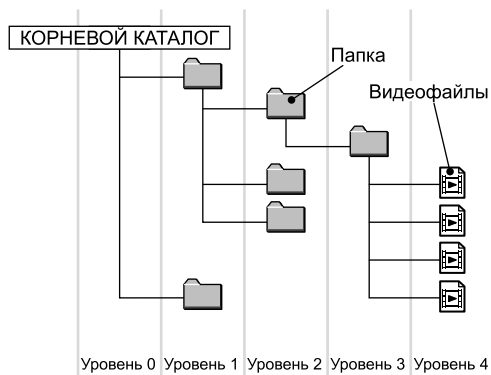 КОРНЕВОЙ КАТАЛОГ
Папка
Видеофайлы
Уровень 0
Уровень 1
Уровень 2
Уровень 3
Уровень 4